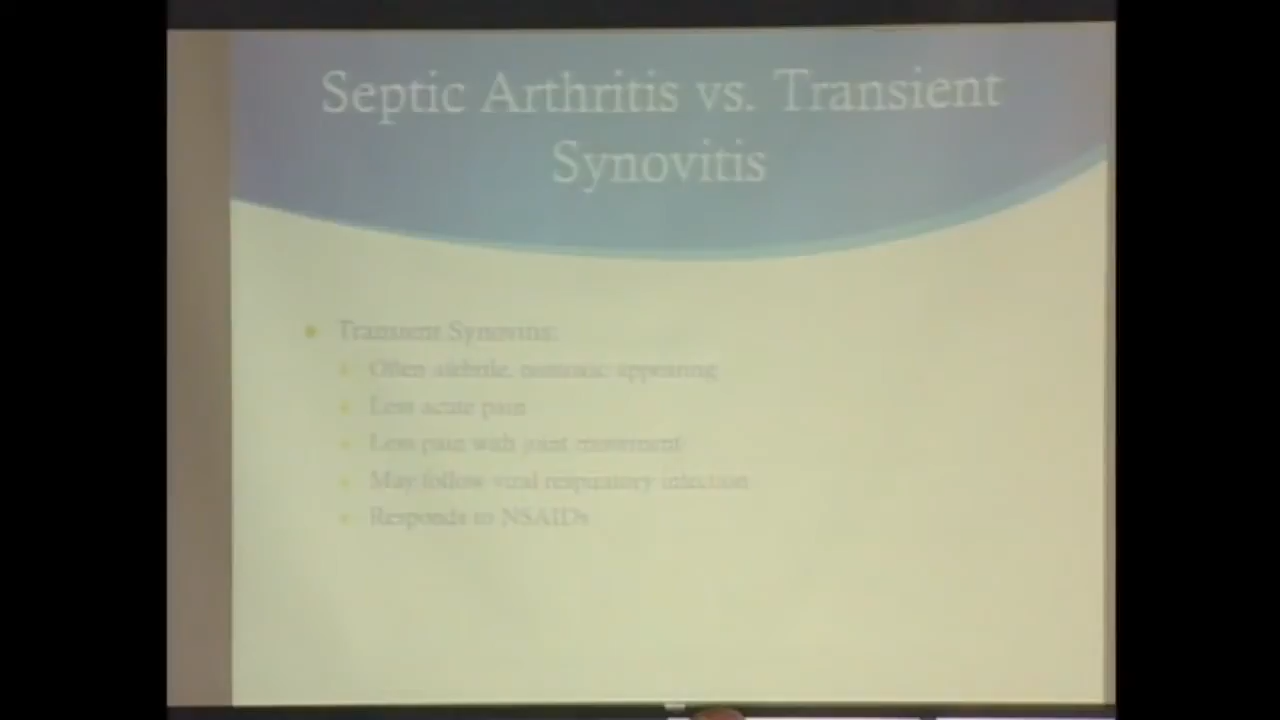 Septic Arthritis vs. Transient
Synovitis
Transient Synovitis:
Often afebrile, nontoxic appearing
Less acute pain
Less pain with joint movement
May follow viral respiratory infection
Responds to NSAIDs